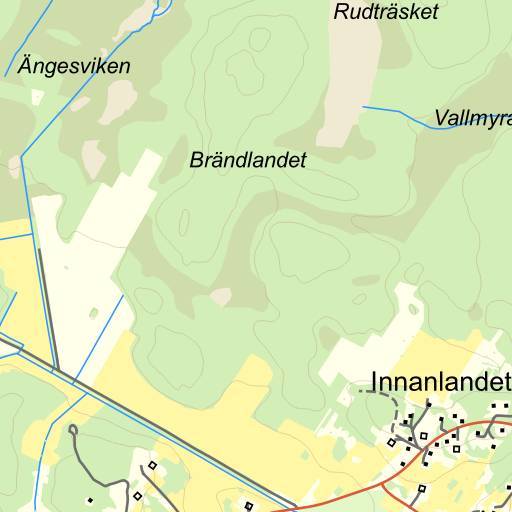 Rudträsket
Ängesviken
Vallmyra
Brändlandet
Innanlandet